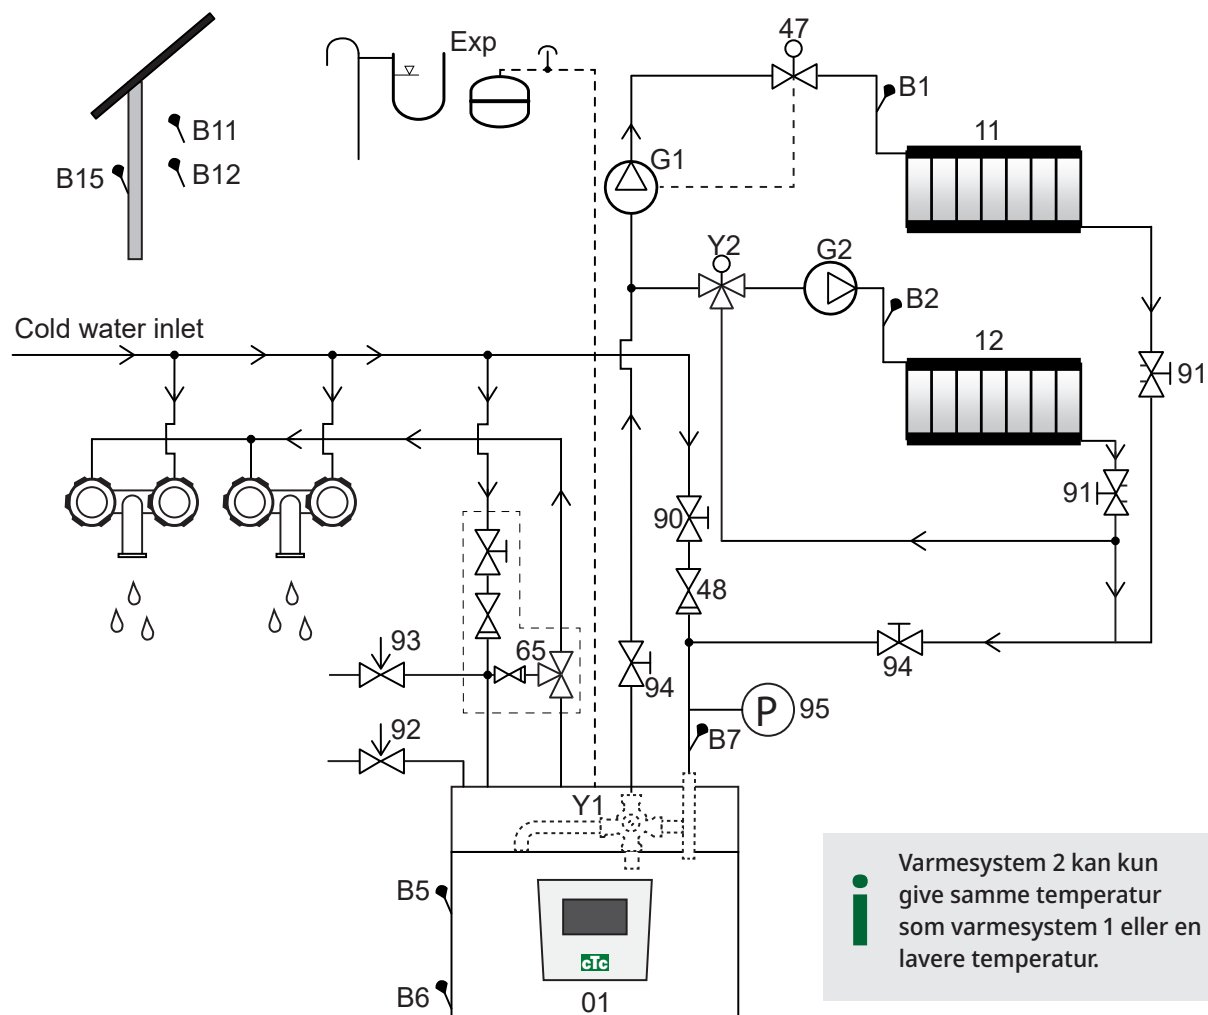 47
Exp
B1
B11
11
B15
B12
G1
Y2
G2
B2
Cold water inlet
12
91
91
90
48
93
65
94
94
P
95
92
B7
Y1
B5
cTc
B6
01
Varmesystem 2 kan kun
give samme temperatur
som varmesystem 1 eller en
lavere temperatur.